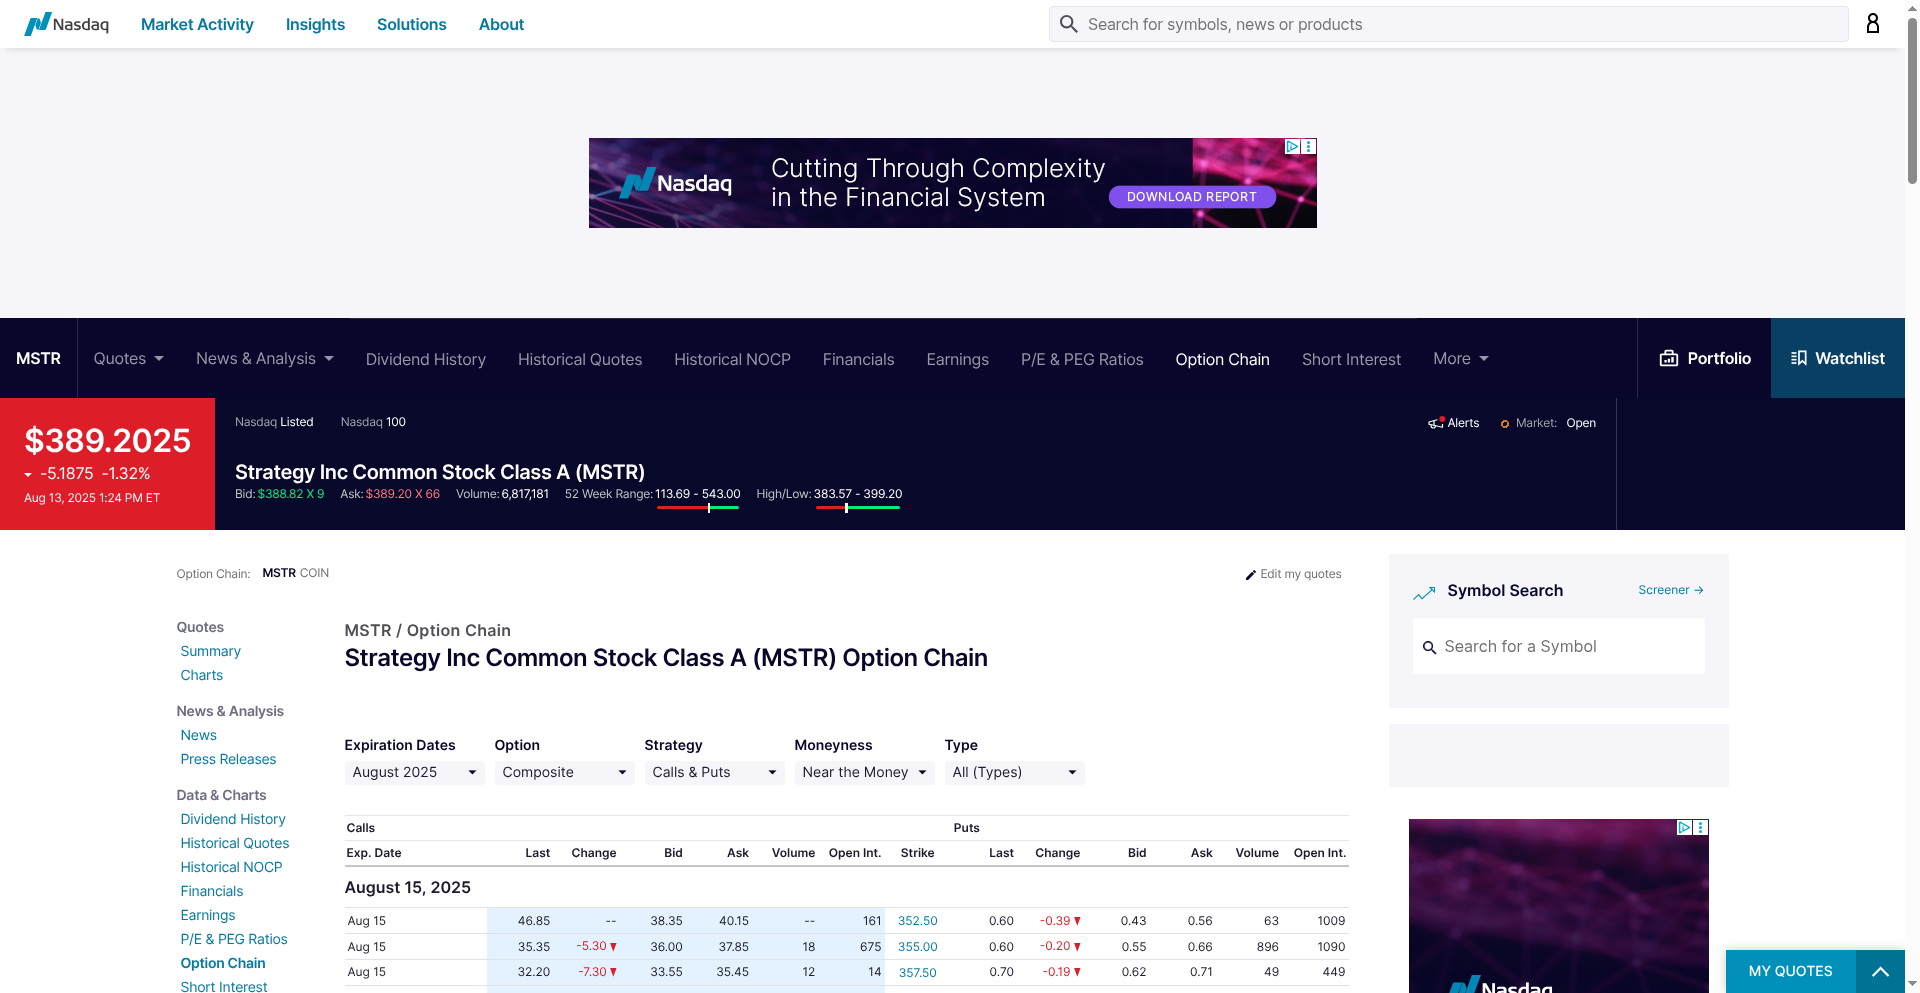 Nasdaq Market Activity Insights Solutions About Search for symbols, news or products
Nasdaq Cutting Through Complexity
in the Financial System
DOWNLOAD REPORT
MSTR Quotes News & Analysis Dividend History Historical Quotes Historical NOCP Financials Earnings P/E & PEG Ratios Option Chain Short Interest More Portfolio Watchlist
$389.2025
-5.1875 -1.32%
Aug 13, 2025 1:24 PM ET
Nasdaq Listed Nasdaq 100 Alerts Market: Open
Strategy Inc Common Stock Class A (MSTR)
Bid: $388.82 X 9 Ask: $389.20 X 66 Volume: 6,817,181 52 Week Range: 113.69 - 543.00 High/Low: 383.57 - 399.20
Option Chain: MSTR COIN Edit my quotes
Quotes
Summary
Charts
News & Analysis
News
Press Releases
Data & Charts
Dividend History
Historical Quotes
Historical NOCP
Financials
Earnings
P/E & PEG Ratios
Option Chain
Short Interest
MSTR / Option Chain
Strategy Inc Common Stock Class A (MSTR) Option Chain
Expiration Dates Option Strategy Moneyness Type
August 2025 Composite Calls & Puts Near the Money All (Types)
Calls Puts
Exp. Date Last Change Bid Ask Volume Open Int. Strike Last Change Bid Ask Volume Open Int.
August 15, 2025
Aug 15 46.85 -- 38.35 40.15 -- 161 352.50 0.60 -0.39 0.43 0.56 63 1009
Aug 15 35.35 -5.30 36.00 37.85 18 675 355.00 0.60 -0.20 0.55 0.66 896 1090
Aug 15 32.20 -7.30 33.55 35.45 12 14 357.50 0.70 -0.19 0.62 0.71 49 449
Symbol Search Screener →
Search for a Symbol
Nasdaq
MY QUOTES